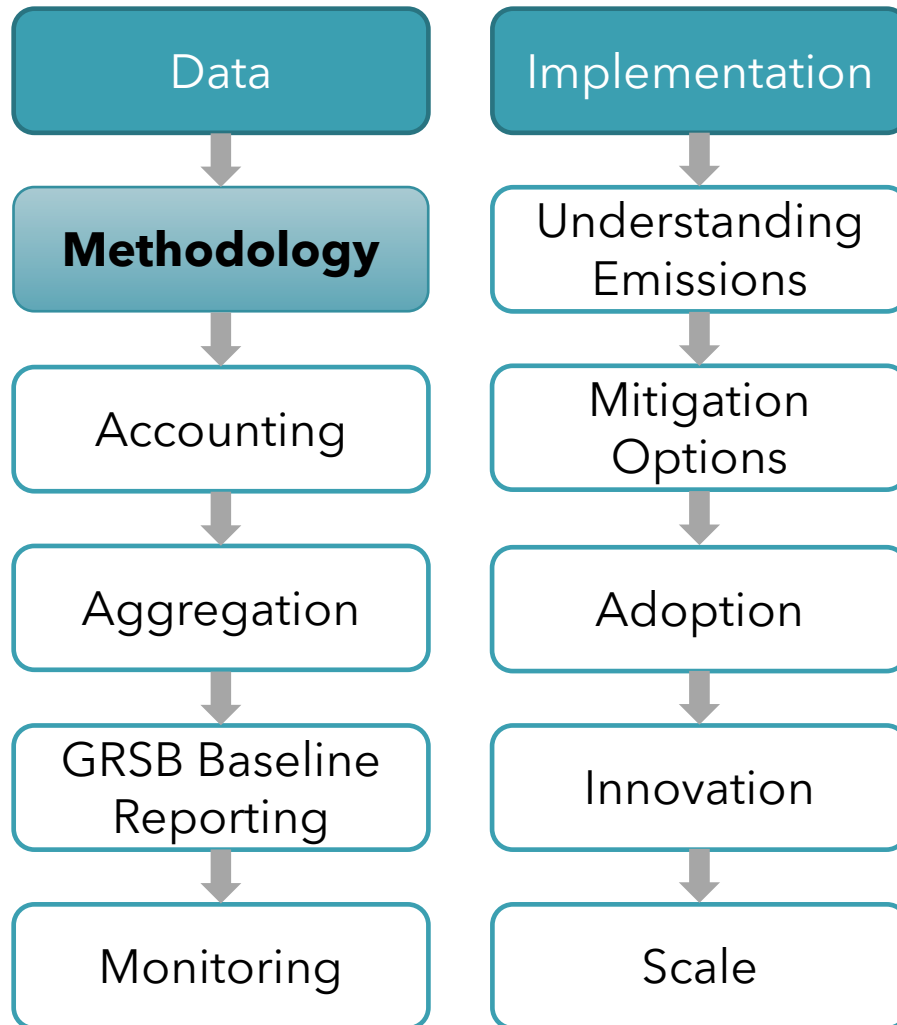 Data
Methodology
Accounting
Aggregation
GRSB Baseline
Reporting
Monitoring
Implementation
Understanding
Emissions
Mitigation
Options
Adoption
Innovation
Scale